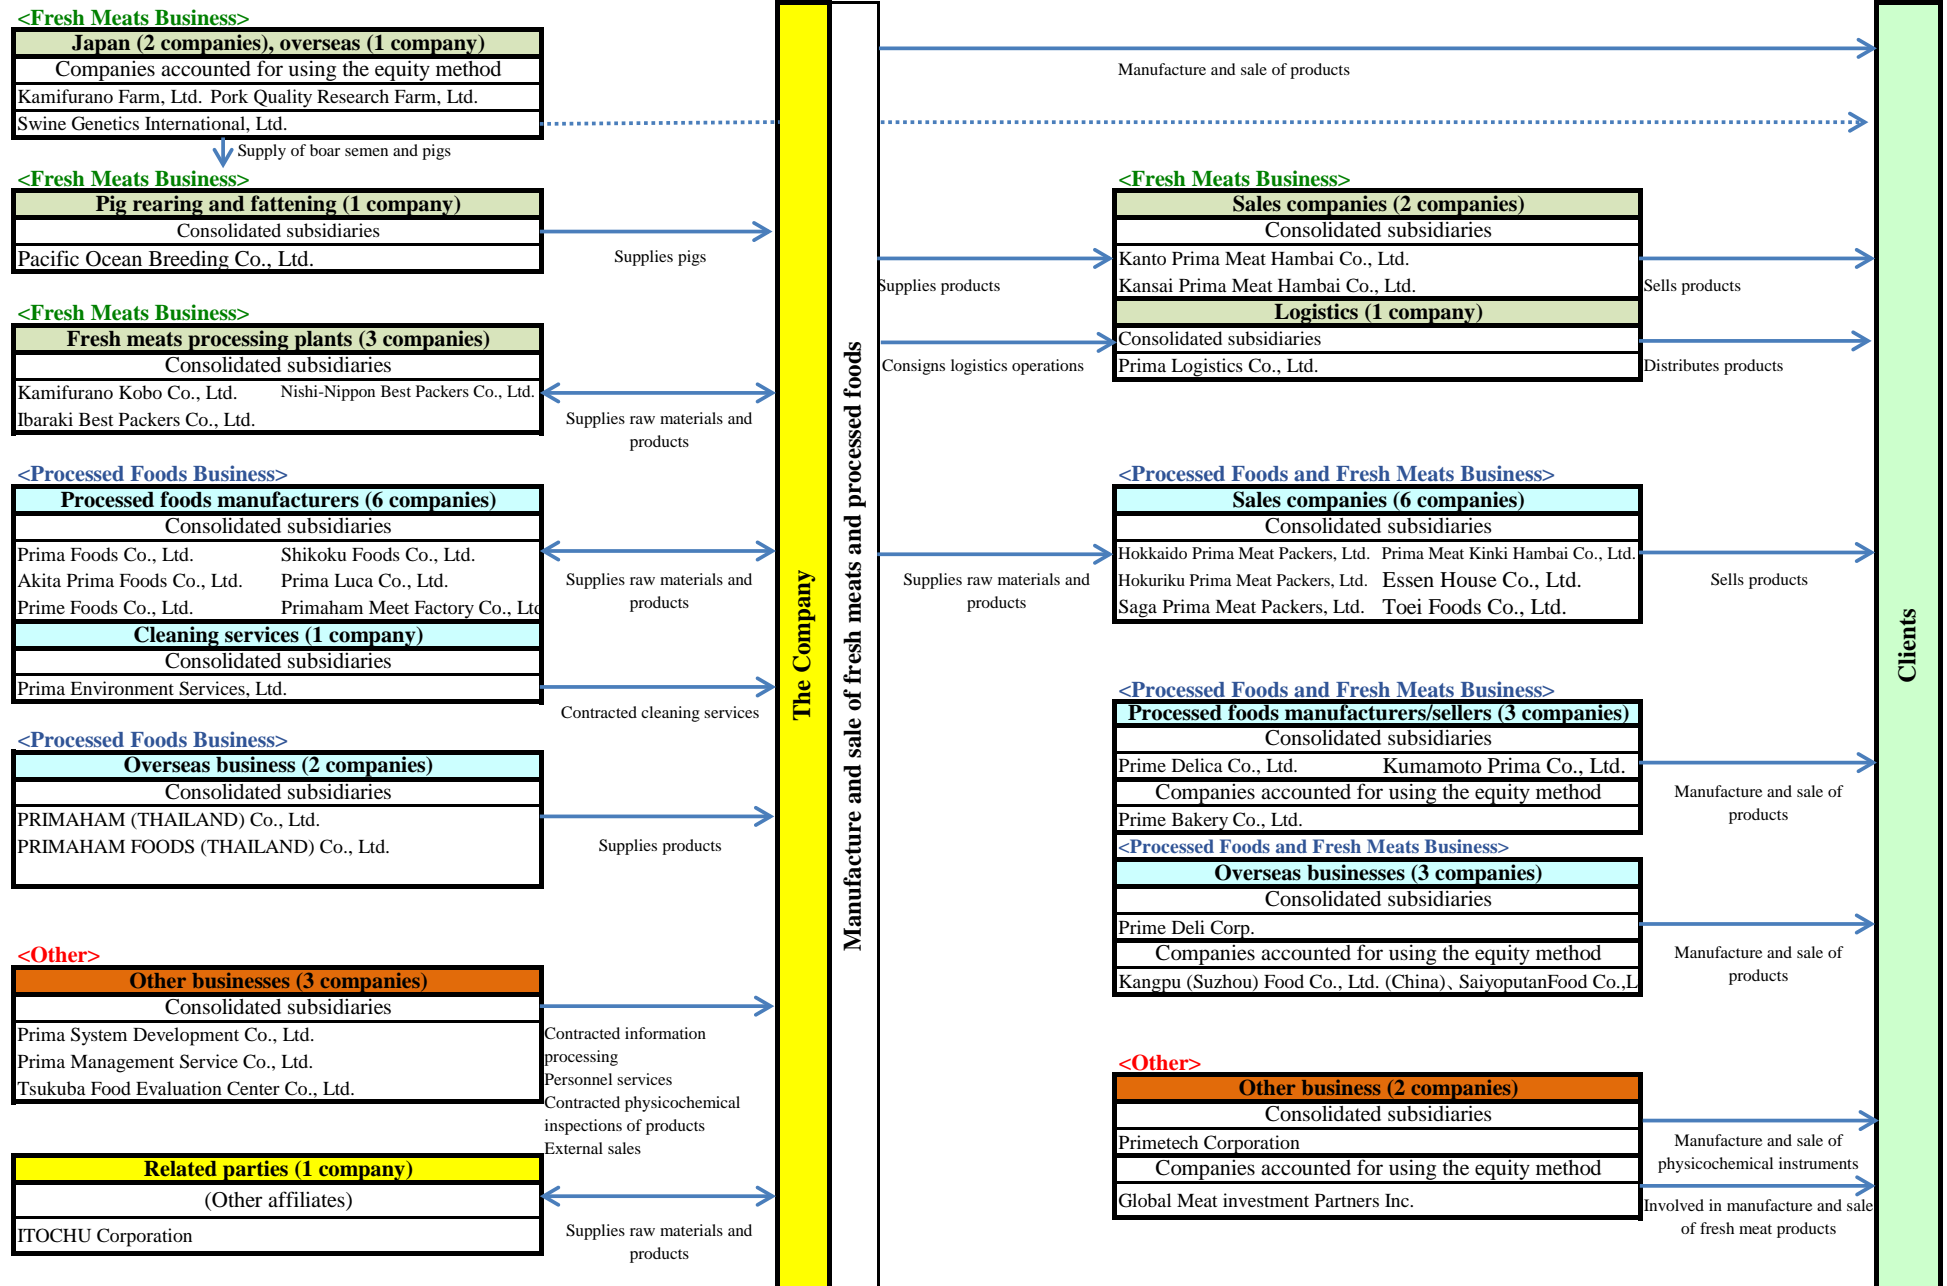 <Fresh Meats Business>
Japan (2 companies), overseas (1 company)
Companies accounted for using the equity method
Kamifurano Farm, Ltd. Pork Quality Research Farm, Ltd.
Swine Genetics International, Ltd.
Supply of boar semen and pigs
<Fresh Meats Business>
Pig rearing and fattening (1 company)
Consolidated subsidiaries
Pacific Ocean Breeding Co., Ltd.
Supplies pigs
<Fresh Meats Business>
Fresh meats processing plants (3 companies)
Consolidated subsidiaries
Kamifurano Kobo Co., Ltd. Nishi-Nippon Best Packers Co., Ltd.
Ibaraki Best Packers Co., Ltd.
Supplies raw materials and
products
<Processed Foods Business>
Processed foods manufacturers (6 companies)
Consolidated subsidiaries
Prima Foods Co., Ltd. Shikoku Foods Co., Ltd.
Akita Prima Foods Co., Ltd. Prima Luca Co., Ltd.
Prime Foods Co., Ltd. Primaham Meet Factory Co., Ltd
Supplies raw materials and
products
Cleaning services (1 company)
Consolidated subsidiaries
Prima Environment Services, Ltd.
Contracted cleaning services
<Processed Foods Business>
Overseas business (2 companies)
Consolidated subsidiaries
PRIMAHAM (THAILAND) Co., Ltd.
PRIMAHAM FOODS (THAILAND) Co., Ltd.
Supplies products
<Other>
Other businesses (3 companies)
Consolidated subsidiaries
Prima System Development Co., Ltd.
Prima Management Service Co., Ltd.
Tsukuba Food Evaluation Center Co., Ltd.
Contracted information
processing
Personnel services
Contracted physicochemical
inspections of products
External sales
Related parties (1 company)
(Other affiliates)
ITOCHU Corporation
Supplies raw materials and
products
The Company
Manufacture and sale of fresh meats and processed foods
Manufacture and sale of products
<Fresh Meats Business>
Sales companies (2 companies)
Consolidated subsidiaries
Kanto Prima Meat Hambai Co., Ltd.
Kansai Prima Meat Hambai Co., Ltd.
Supplies products
Sells products
Logistics (1 company)
Consolidated subsidiaries
Prima Logistics Co., Ltd.
Consigns logistics operations
Distributes products
<Processed Foods and Fresh Meats Business>
Sales companies (6 companies)
Consolidated subsidiaries
Hokkaido Prima Meat Packers, Ltd. Prima Meat Kinki Hambai Co., Ltd.
Hokuriku Prima Meat Packers, Ltd. Essen House Co., Ltd.
Saga Prima Meat Packers, Ltd. Toei Foods Co., Ltd.
Supplies raw materials and
products
Sells products
<Processed Foods and Fresh Meats Business>
Processed foods manufacturers/sellers (3 companies)
Consolidated subsidiaries
Prime Delica Co., Ltd. Kumamoto Prima Co., Ltd.
Companies accounted for using the equity method
Prime Bakery Co., Ltd.
Manufacture and sale of
products
<Processed Foods and Fresh Meats Business>
Overseas businesses (3 companies)
Consolidated subsidiaries
Prime Deli Corp.
Companies accounted for using the equity method
Kangpu (Suzhou) Food Co., Ltd. (China)、SaiyoputanFood Co.,L
Manufacture and sale of
products
<Other>
Other business (2 companies)
Consolidated subsidiaries
Primetech Corporation
Companies accounted for using the equity method
Global Meat investment Partners Inc.
Manufacture and sale of
physicochemical instruments
Involved in manufacture and sale
of fresh meat products
Clients